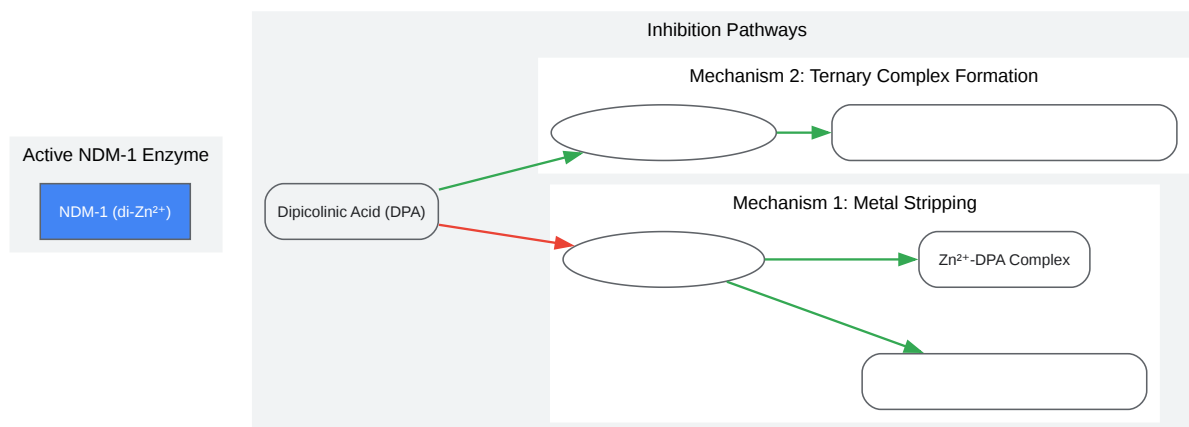 Inhibition Pathways
Mechanism 2: Ternary Complex Formation
Active NDM-1 Enzyme
NDM-1 (di-Zn²⁺)
Dipicolinic Acid (DPA)
Mechanism 1: Metal Stripping
Zn²⁺-DPA Complex